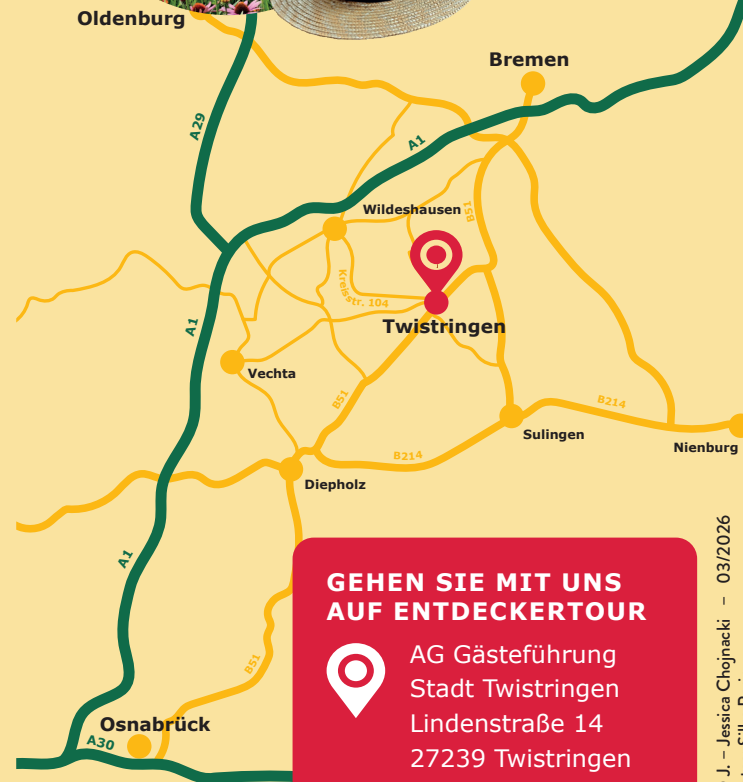 Oldenburg
Bremen
A29
A1
Wildeshausen
B51
Kreisstr. 104
Twistringen
A1
Vechta
B51
B214
Sulingen
Nienburg
B214
Diepholz
A1
B51
Osnabrück
A30
GEHEN SIE MIT UNS
AUF ENTDECKERTOUR
AG Gästeführung
Stadt Twistringen
Lindenstraße 14
27239 Twistringen
J. – Jessica Chojnacki – 03/2026